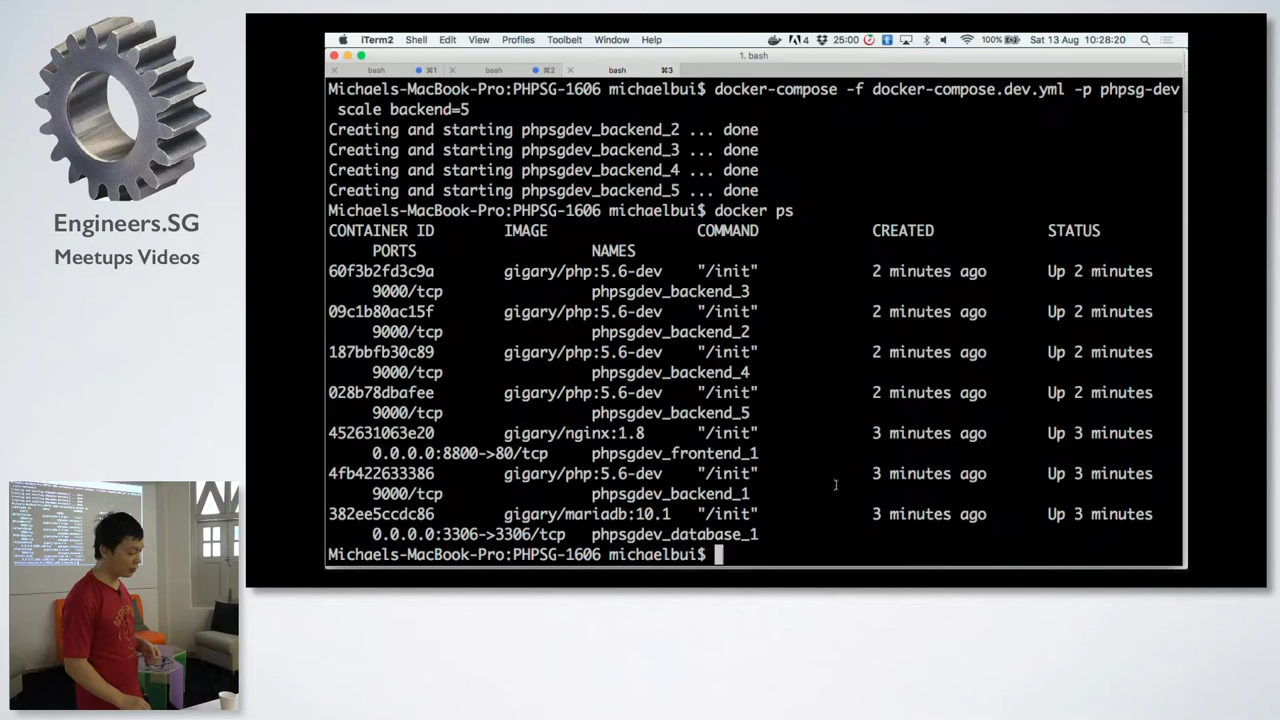 iTerm2 Shell Edit View Profiles Toolbelt Window Help 4 25:00 100% Sat 13 Aug 10:28:20
1. bash
bash ⌘1 bash ⌘2 bash ⌘3
Michaels-MacBook-Pro:PHPSG-1606 michaelbui$ docker-compose -f docker-compose.dev.yml -p phpsg-dev
scale backend=5
Creating and starting phpsgdev_backend_2 ... done
Creating and starting phpsgdev_backend_3 ... done
Creating and starting phpsgdev_backend_4 ... done
Creating and starting phpsgdev_backend_5 ... done
Michaels-MacBook-Pro:PHPSG-1606 michaelbui$ docker ps
CONTAINER ID IMAGE COMMAND CREATED STATUS
PORTS NAMES
60f3b2fd3c9a gigary/php:5.6-dev "/init" 2 minutes ago Up 2 minutes
9000/tcp phpsgdev_backend_3
09c1b80ac15f gigary/php:5.6-dev "/init" 2 minutes ago Up 2 minutes
9000/tcp phpsgdev_backend_2
187bbfb30c89 gigary/php:5.6-dev "/init" 2 minutes ago Up 2 minutes
9000/tcp phpsgdev_backend_4
028b78dbafee gigary/php:5.6-dev "/init" 2 minutes ago Up 2 minutes
9000/tcp phpsgdev_backend_5
452631063e20 gigary/nginx:1.8 "/init" 3 minutes ago Up 3 minutes
0.0.0.0:8800->80/tcp phpsgdev_frontend_1
4fb422633386 gigary/php:5.6-dev "/init" 3 minutes ago Up 3 minutes
9000/tcp phpsgdev_backend_1
382ee5ccdc86 gigary/mariadb:10.1 "/init" 3 minutes ago Up 3 minutes
0.0.0.0:3306->3306/tcp phpsgdev_database_1
Michaels-MacBook-Pro:PHPSG-1606 michaelbui$
Engineers.SG
Meetups Videos